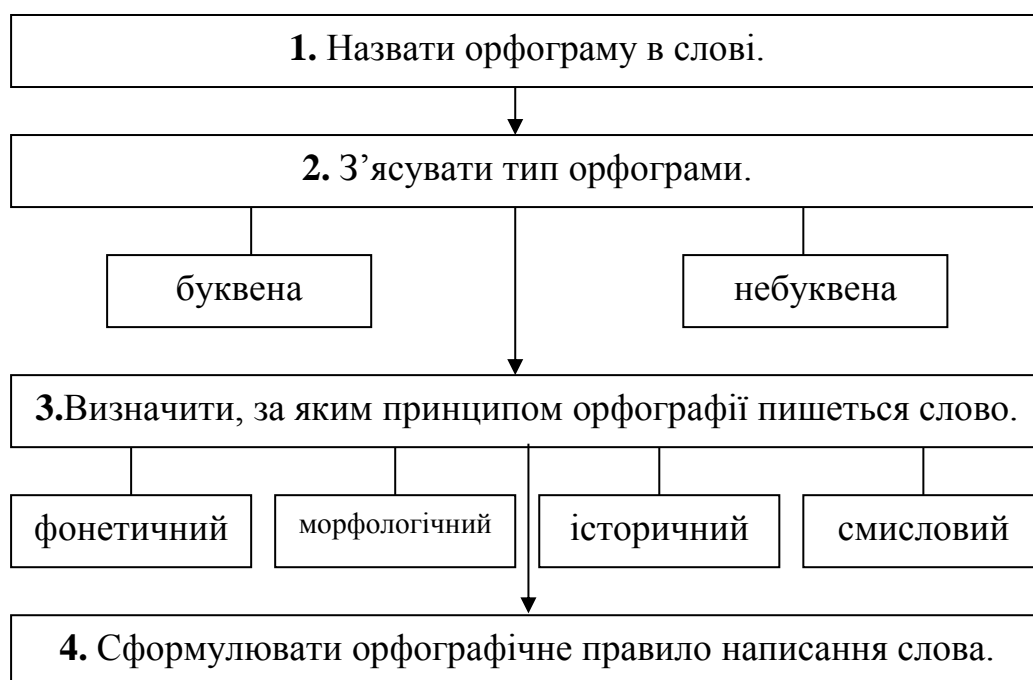 1. Назвати орфограму в слові.
2. З’ясувати тип орфограми.
буквена
небуквена
3.Визначити, за яким принципом орфографії пишеться слово.
фонетичний
морфологічний
історичний
смисловий
4. Сформулювати орфографічне правило написання слова.